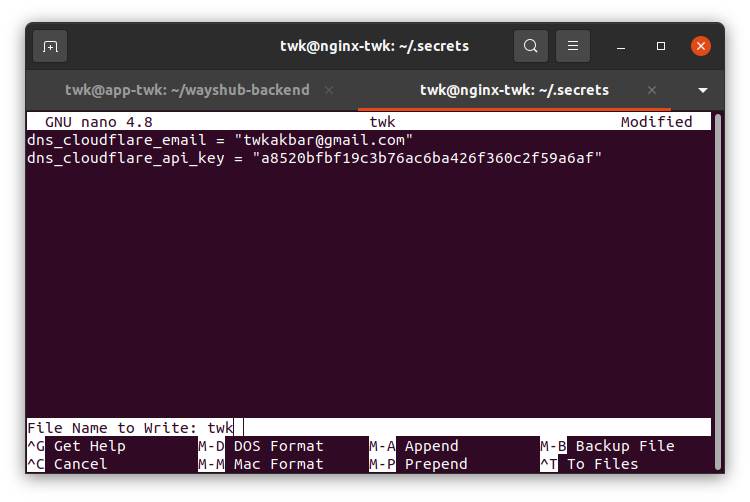 twk@nginx-twk: ~/.secrets
twk@app-twk: ~/wayshub-backend
twk@nginx-twk: ~/.secrets
GNU nano 4.8 twk Modified
dns_cloudflare_email = "twkakbar@gmail.com"
dns_cloudflare_api_key = "a8520bfbf19c3b76ac6ba426f360c2f59a6af"
File Name to Write: twk
^G Get Help M-D DOS Format M-A Append M-B Backup File
^C Cancel M-M Mac Format M-P Prepend ^T To Files